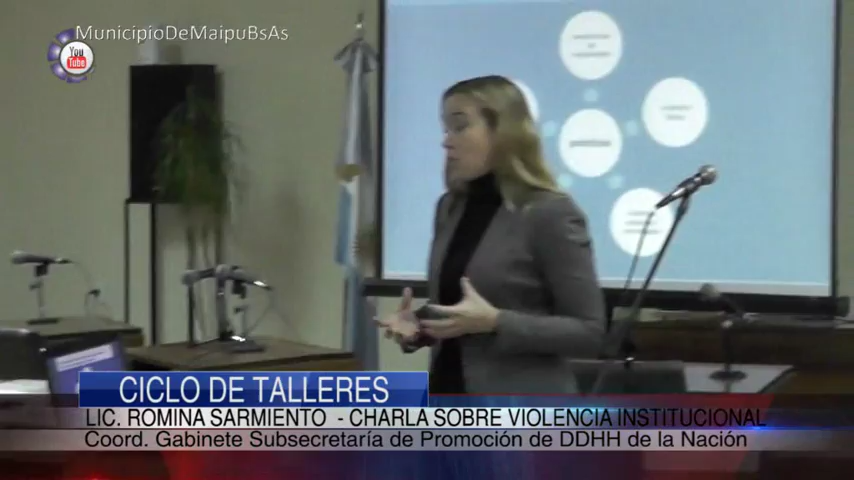 MunicipioDeMaipuBsAs
You
Tube
CICLO DE TALLERES
LIC. ROMINA SARMIENTO - CHARLA SOBRE VIOLENCIA INSTITUCIONAL
Coord. Gabinete Subsecretaría de Promoción de DDHH de la Nación